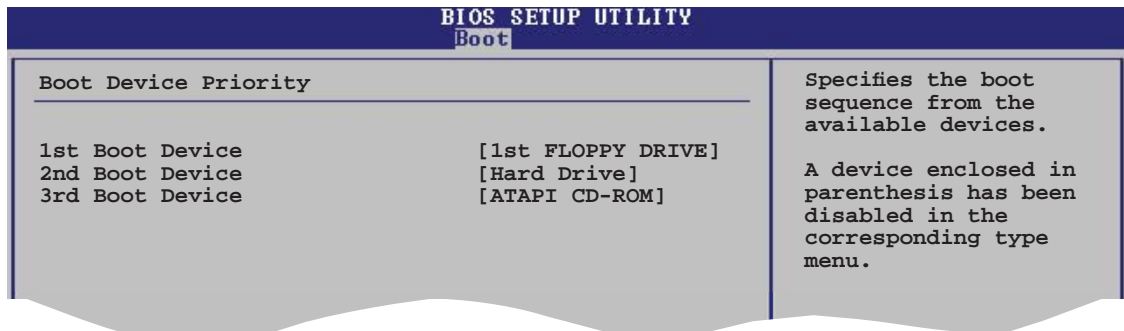 BIOS SETUP UTILITY
Boot
Boot Device Priority
1st Boot Device [1st FLOPPY DRIVE]
2nd Boot Device [Hard Drive]
3rd Boot Device [ATAPI CD-ROM]
Specifies the boot
sequence from the
available devices.
A device enclosed in
parenthesis has been
disabled in the
corresponding type
menu.